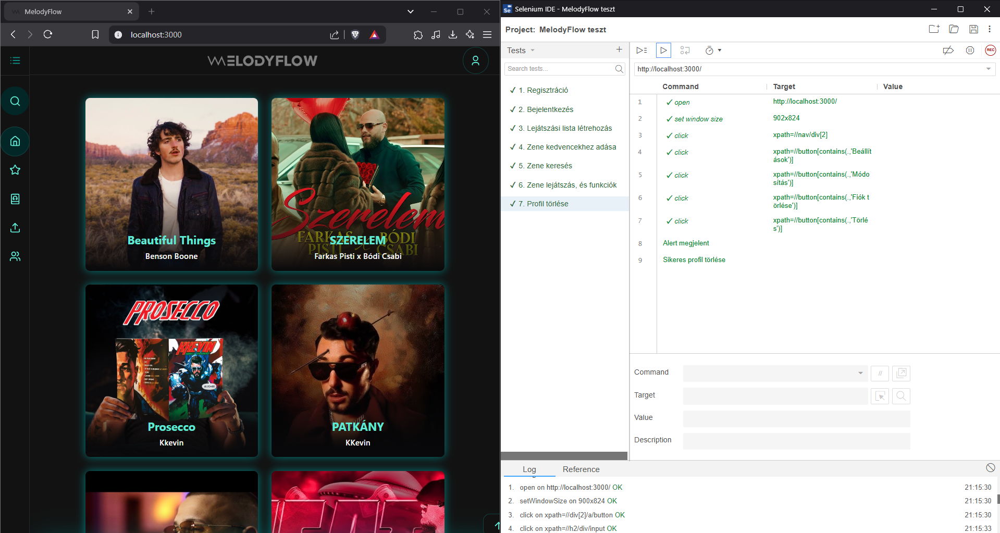 MelodyFlow
localhost:3000
MELODYFLOW
Szerelem
FARKAS PISTI x BÓDI CSABI
Beautiful Things
Benson Boone
SZERELEM
Farkas Pisti x Bódi Csabi
PROSECCO
KKEVIN
Prosecco
Kkevin
PATKÁNY
KKevin
Se
Selenium IDE - MelodyFlow teszt
Project: MelodyFlow teszt
Tests
Search tests...
✓ 1. Regisztráció
✓ 2. Bejelentkezés
✓ 3. Lejátszási lista létrehozás
✓ 4. Zene kedvencekhez adása
✓ 5. Zene keresés
✓ 6. Zene lejátszás, és funkciók
✓ 7. Profil törlése
REC
http://localhost:3000/
Command Target Value
1 ✓ open http://localhost:3000/
2 ✓ set window size 902x824
3 ✓ click xpath=//nav/div[2]
4 ✓ click xpath=//button[contains(.,'Beállít
ások')]
5 ✓ click xpath=//button[contains(.,'Módo
sítás')]
6 ✓ click xpath=//button[contains(.,'Fiók t
örlése')]
7 ✓ click xpath=//button[contains(.,'Törlé
s')]
8 Alert megjelent
9 Sikeres profil törlése
Command
//
Target
Value
Description
Log Reference
1. open on http://localhost:3000/ OK 21:15:30
2. setWindowSize on 900x824 OK 21:15:30
3. click on xpath=//div[2]/a/button OK 21:15:30
4. click on xpath=//h2/div/input OK 21:15:33